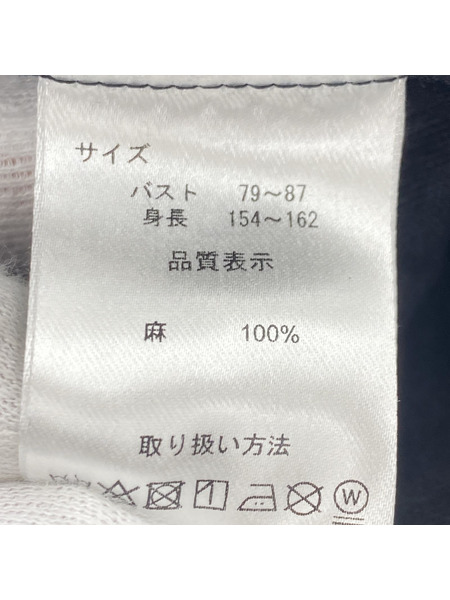 サイズ
バスト 79～87
身長 154～162
品質表示
麻 100%
取り扱い方法
W